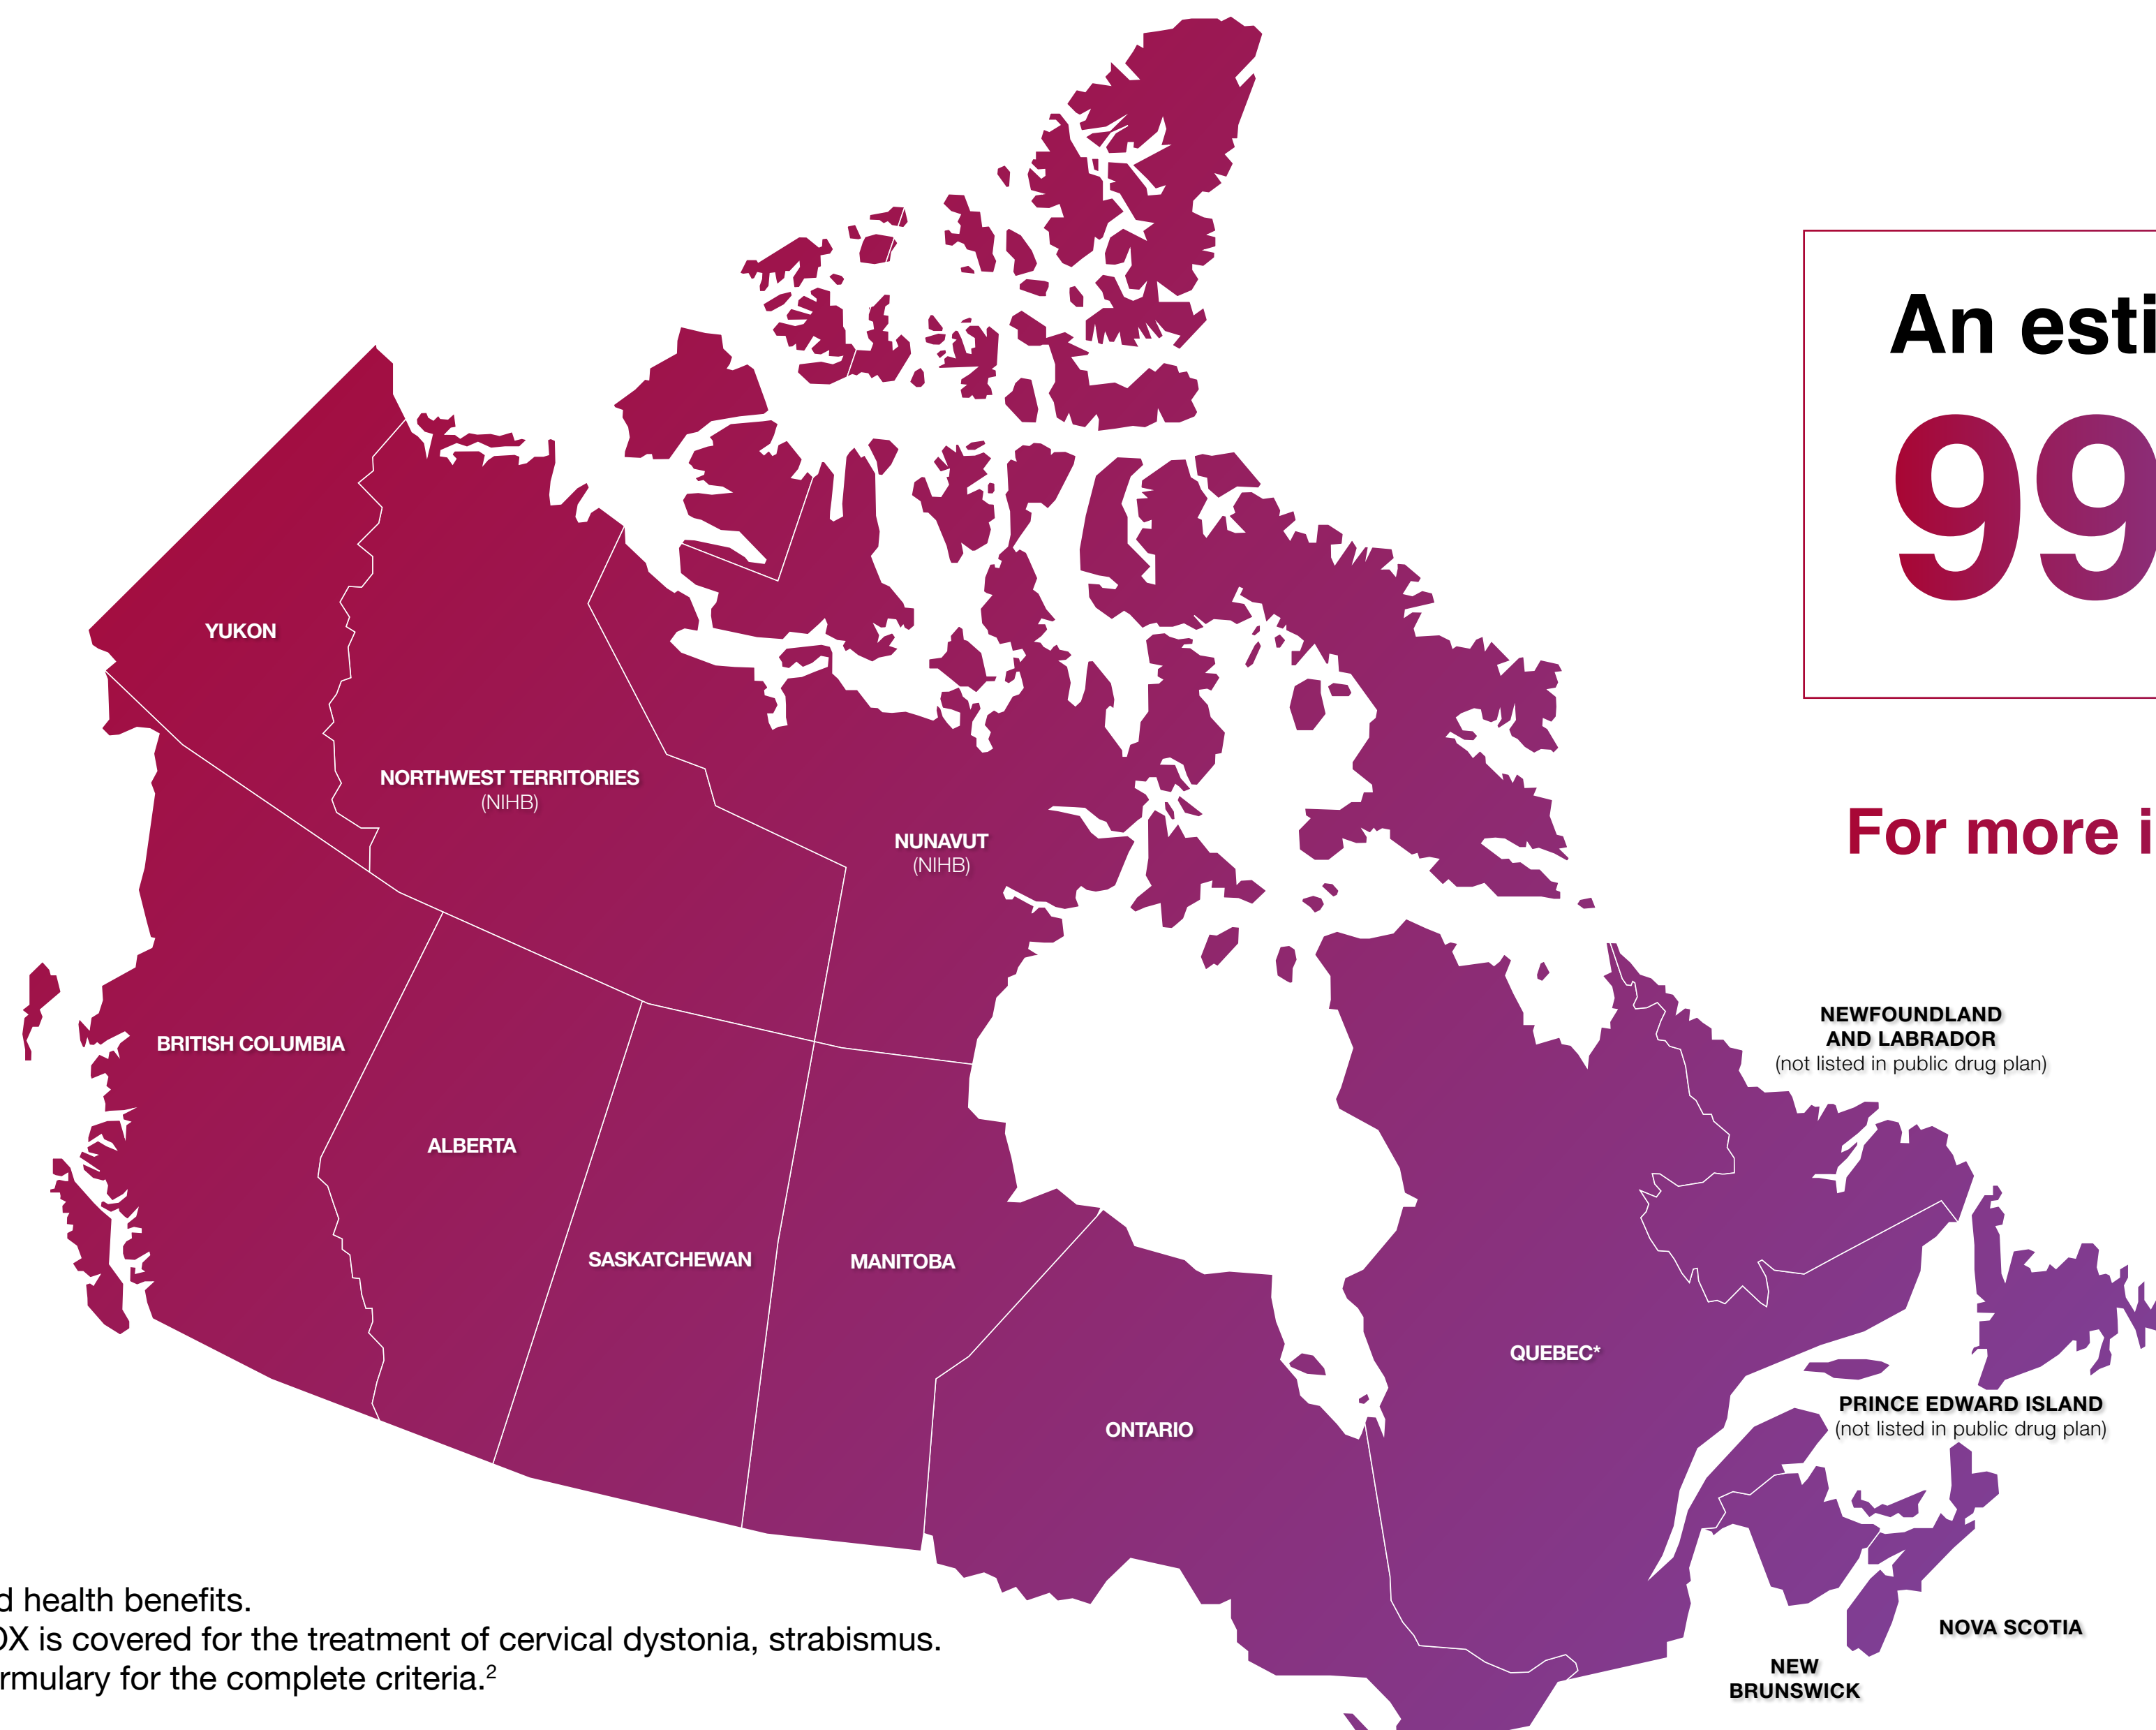 An esti
99
YUKON
NORTHWEST TERRITORIES
(NIHB)
NUNAVUT
(NIHB)
For more i
NEWFOUNDLAND
AND LABRADOR
(not listed in public drug plan)
BRITISH COLUMBIA
ALBERTA
SASKATCHEWAN
MANITOBA
QUEBEC*
PRINCE EDWARD ISLAND
(not listed in public drug plan)
ONTARIO
d health benefits.
OX is covered for the treatment of cervical dystonia, strabismus.
rmulary for the complete criteria.²
NOVA SCOTIA
NEW
BRUNSWICK